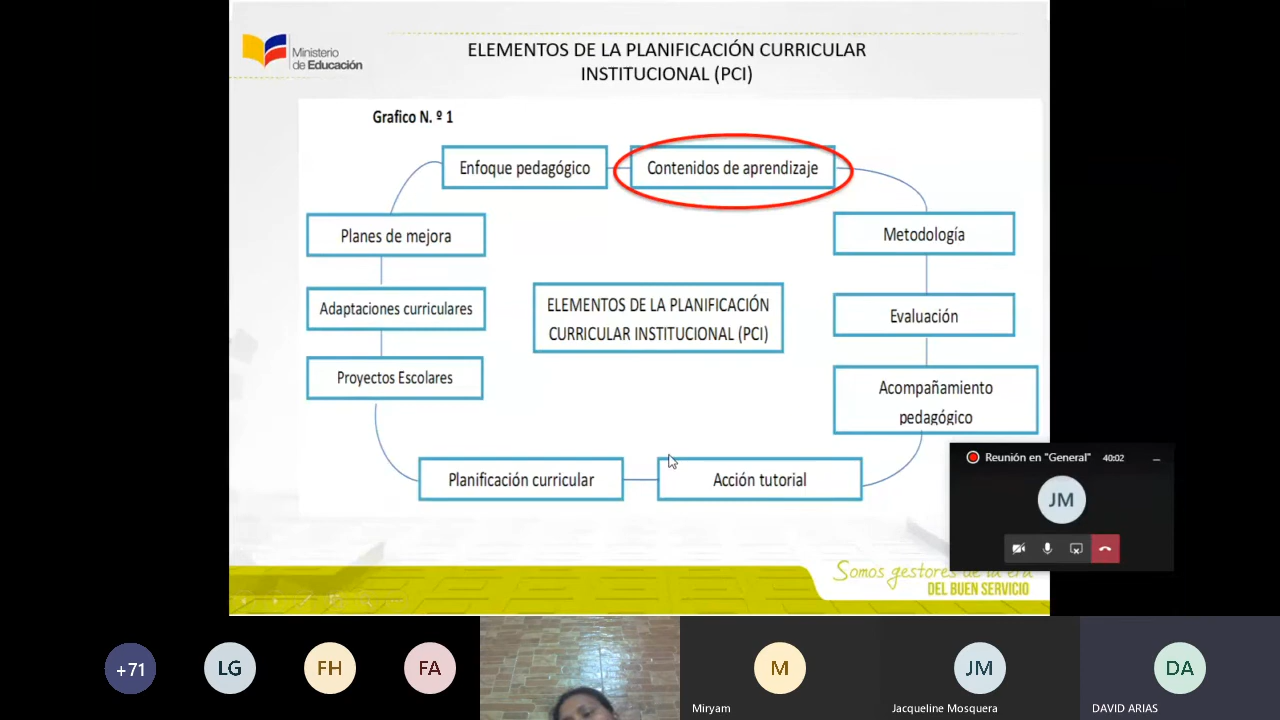 Ministerio
de Educación
ELEMENTOS DE LA PLANIFICACIÓN CURRICULAR
INSTITUCIONAL (PCI)
Grafico N. º 1
Enfoque pedagógico
Contenidos de aprendizaje
Planes de mejora
Metodología
Adaptaciones curriculares
ELEMENTOS DE LA PLANIFICACIÓN
CURRICULAR INSTITUCIONAL (PCI)
Evaluación
Proyectos Escolares
Acompañamiento
pedagógico
Planificación curricular
Acción tutorial
Reunión en "General" 40:02
JM
Somos gestores de la era
DEL BUEN SERVICIO
+71
LG
FH
FA
M
Miryam
JM
Jacqueline Mosquera
DA
DAVID ARIAS